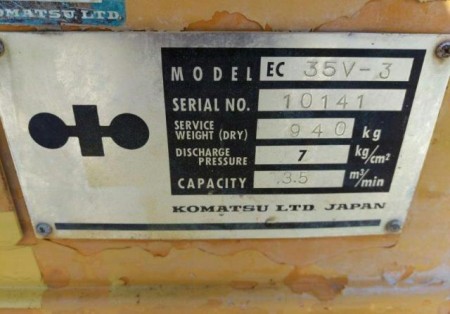 OMATSU LTD.
MODEL EC 35V-3
SERIAL NO. 10141
SERVICE WEIGHT (DRY) 940 kg
DISCHARGE PRESSURE 7 kg/cm²
CAPACITY 3.5 m³/min
KOMATSU LTD. JAPAN